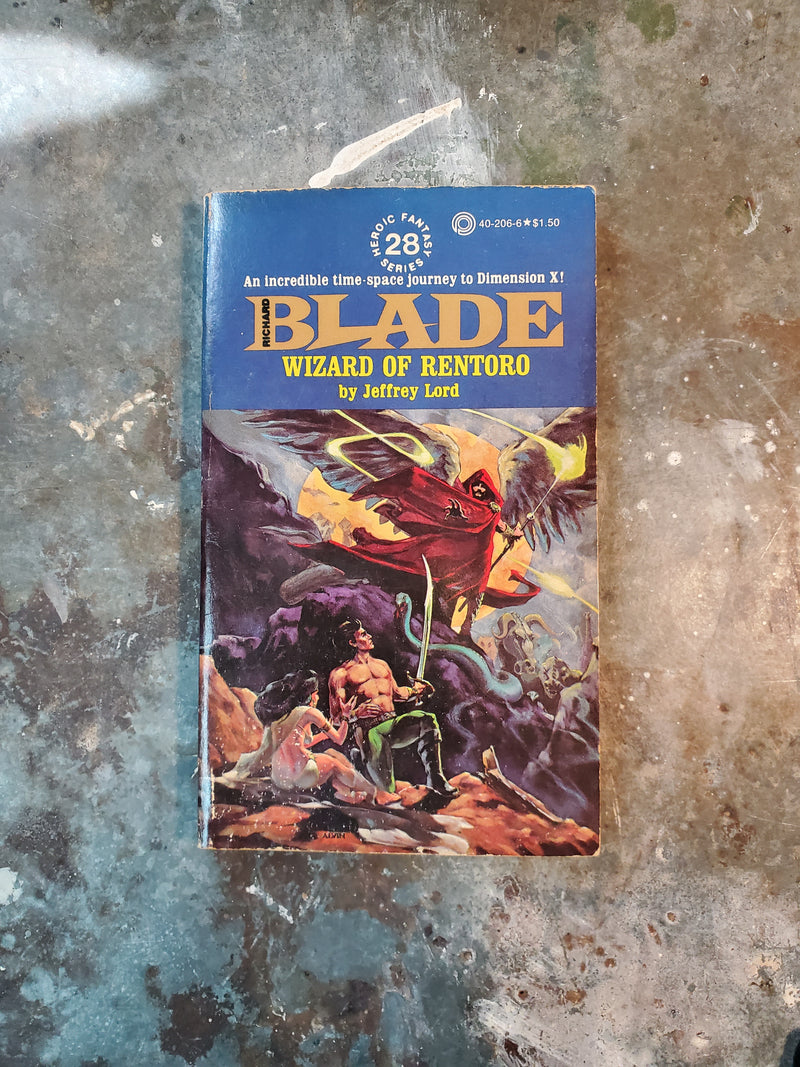 HEROIC FANTASY
28
SERIES
40-206-6★$1.50
An incredible time-space journey to Dimension X!
RICHARD
BLADE
WIZARD OF RENTORO
by Jeffrey Lord
ALVIN